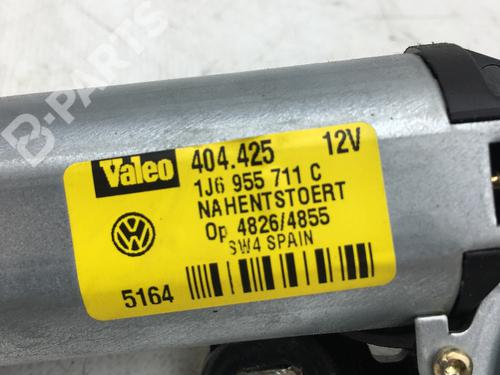 B-PARTS
Valeo 404.425 12V
1J6 955 711 C
NAHENTSTOERT
Op 4826/4855
SW4 SPAIN
5164